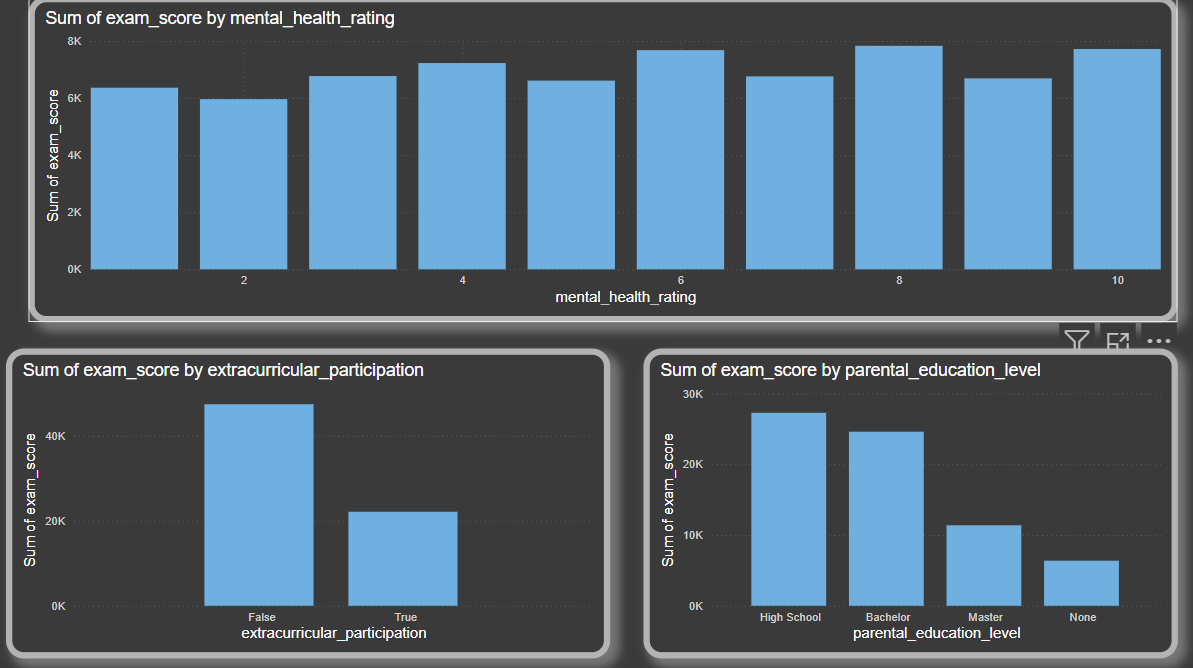 Sum of exam_score by mental_health_rating
8K
6K
4K
2K
0K
Sum of exam_score
2 4 6 8 10
mental_health_rating
Sum of exam_score by extracurricular_participation
40K
20K
0K
Sum of exam_score
False True
extracurricular_participation
Sum of exam_score by parental_education_level
30K
20K
10K
0K
Sum of exam_score
High School Bachelor Master None
parental_education_level